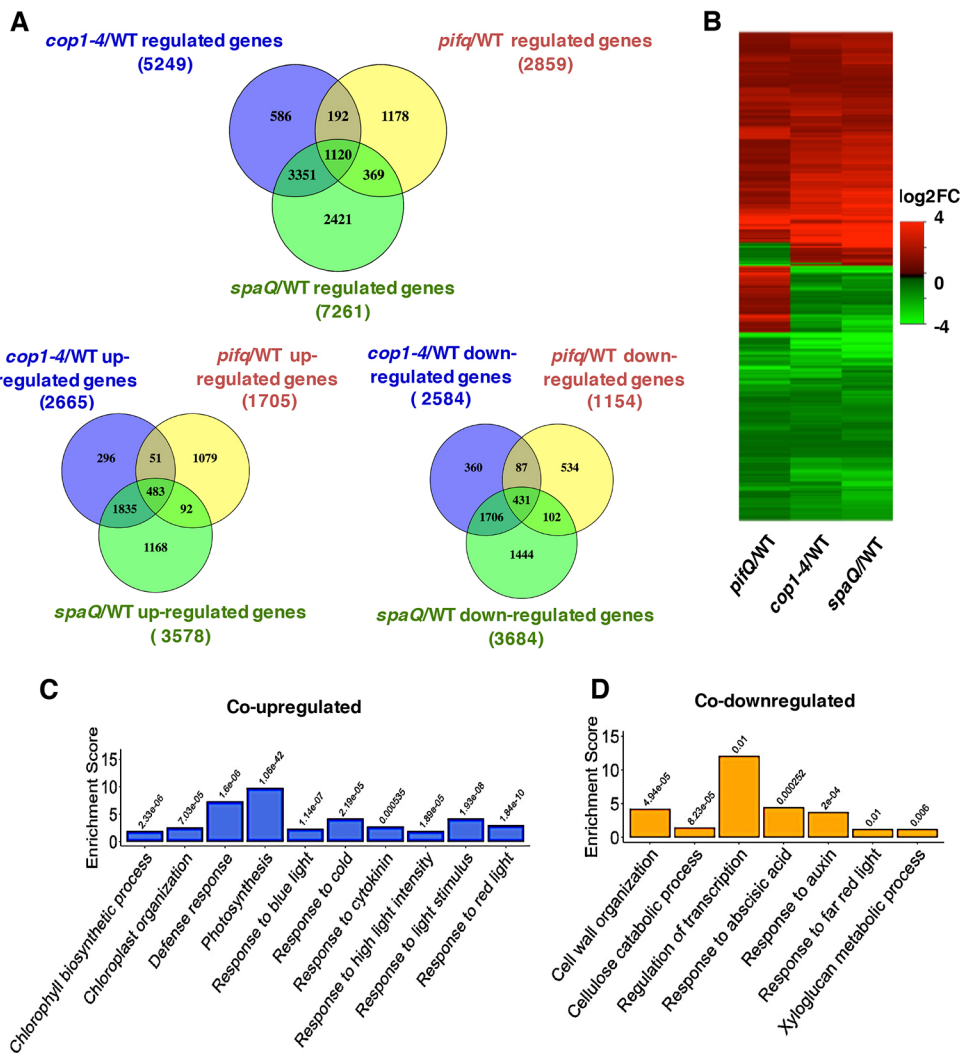 A
cop1-4/WT regulated genes
(5249)
pifq/WT regulated genes
(2859)
586
192
1178
1120
3351
369
2421
spaQ/WT regulated genes
(7261)
cop1-4/WT up-
regulated genes
(2665)
pifq/WT up-
regulated genes
(1705)
296
51
1079
483
1835
92
1168
spaQ/WT up-regulated genes
( 3578)
cop1-4/WT down-
regulated genes
( 2584)
pifq/WT down-
regulated genes
(1154)
360
87
534
431
1706
102
1444
spaQ/WT down-regulated genes
(3684)
B
log2FC
4
0
-4
pifQ/WT
cop1-4/WT
spaQ//WT
C
Co-upregulated
Enrichment Score
15
10
5
0
2.33e-06
7.03e-05
1.6e-06
1.06e-42
1.14e-07
2.19e-05
0.000535
1.89e-05
1.93e-08
1.84e-10
Chlorophyll biosynthetic process
Chloroplast organization
Defense response
Photosynthesis
Response to blue light
Response to cold
Response to cytokinin
Response to high light intensity
Response to light stimulus
Response to red light
D
Co-downregulated
Enrichment Score
15
10
5
0
4.94e-05
8.23e-05
0.01
0.000252
2e-04
0.01
0.006
Cell wall organization
Cellulose catabolic process
Regulation of transcription
Response to abscisic acid
Response to auxin
Response to far red light
Xyloglucan metabolic process